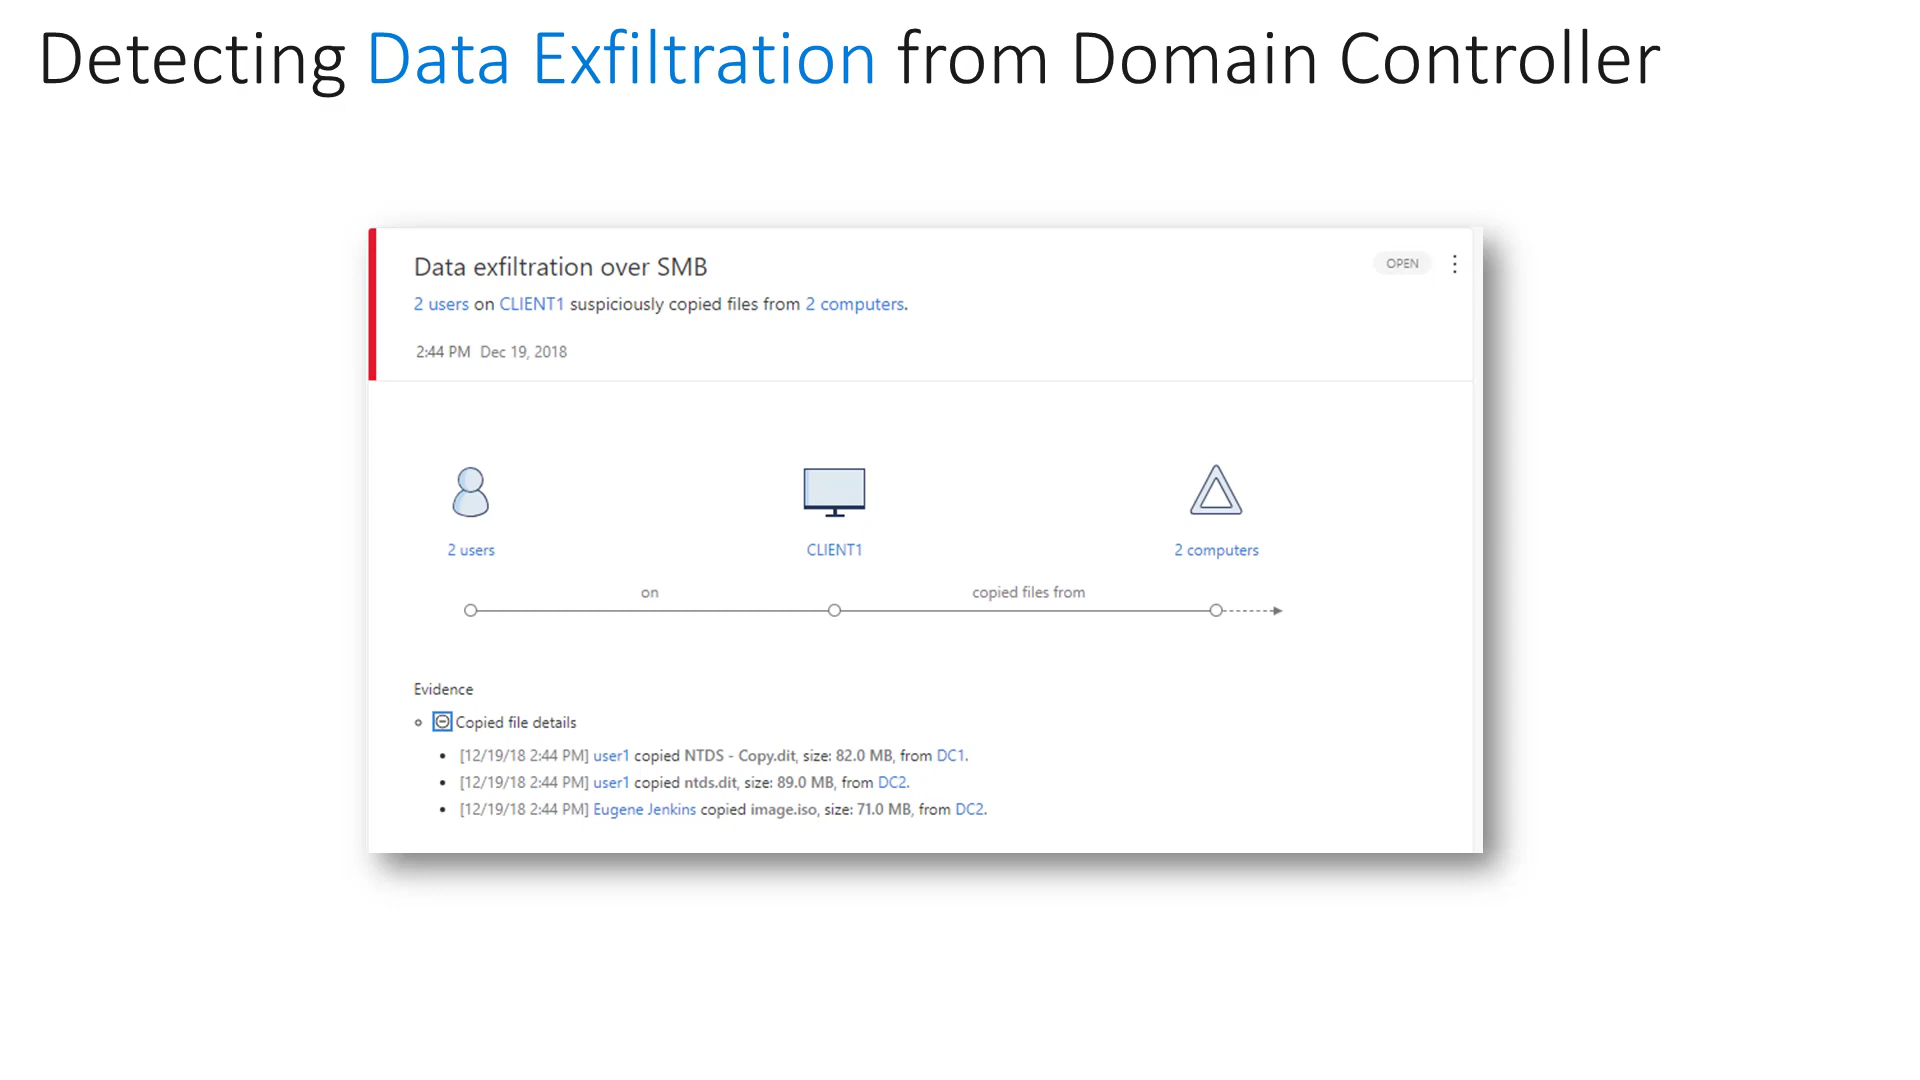 Detecting Data Exfiltration from Domain Controller
Data exfiltration over SMB
OPEN
2 users on CLIENT1 suspiciously copied files from 2 computers.
2:44 PM Dec 19, 2018
2 users
CLIENT1
2 computers
on
copied files from
Evidence
Copied file details
[12/19/18 2:44 PM] user1 copied NTDS - Copy.dit, size: 82.0 MB, from DC1.
[12/19/18 2:44 PM] user1 copied ntds.dit, size: 89.0 MB, from DC2.
[12/19/18 2:44 PM] Eugene Jenkins copied image.iso, size: 71.0 MB, from DC2.